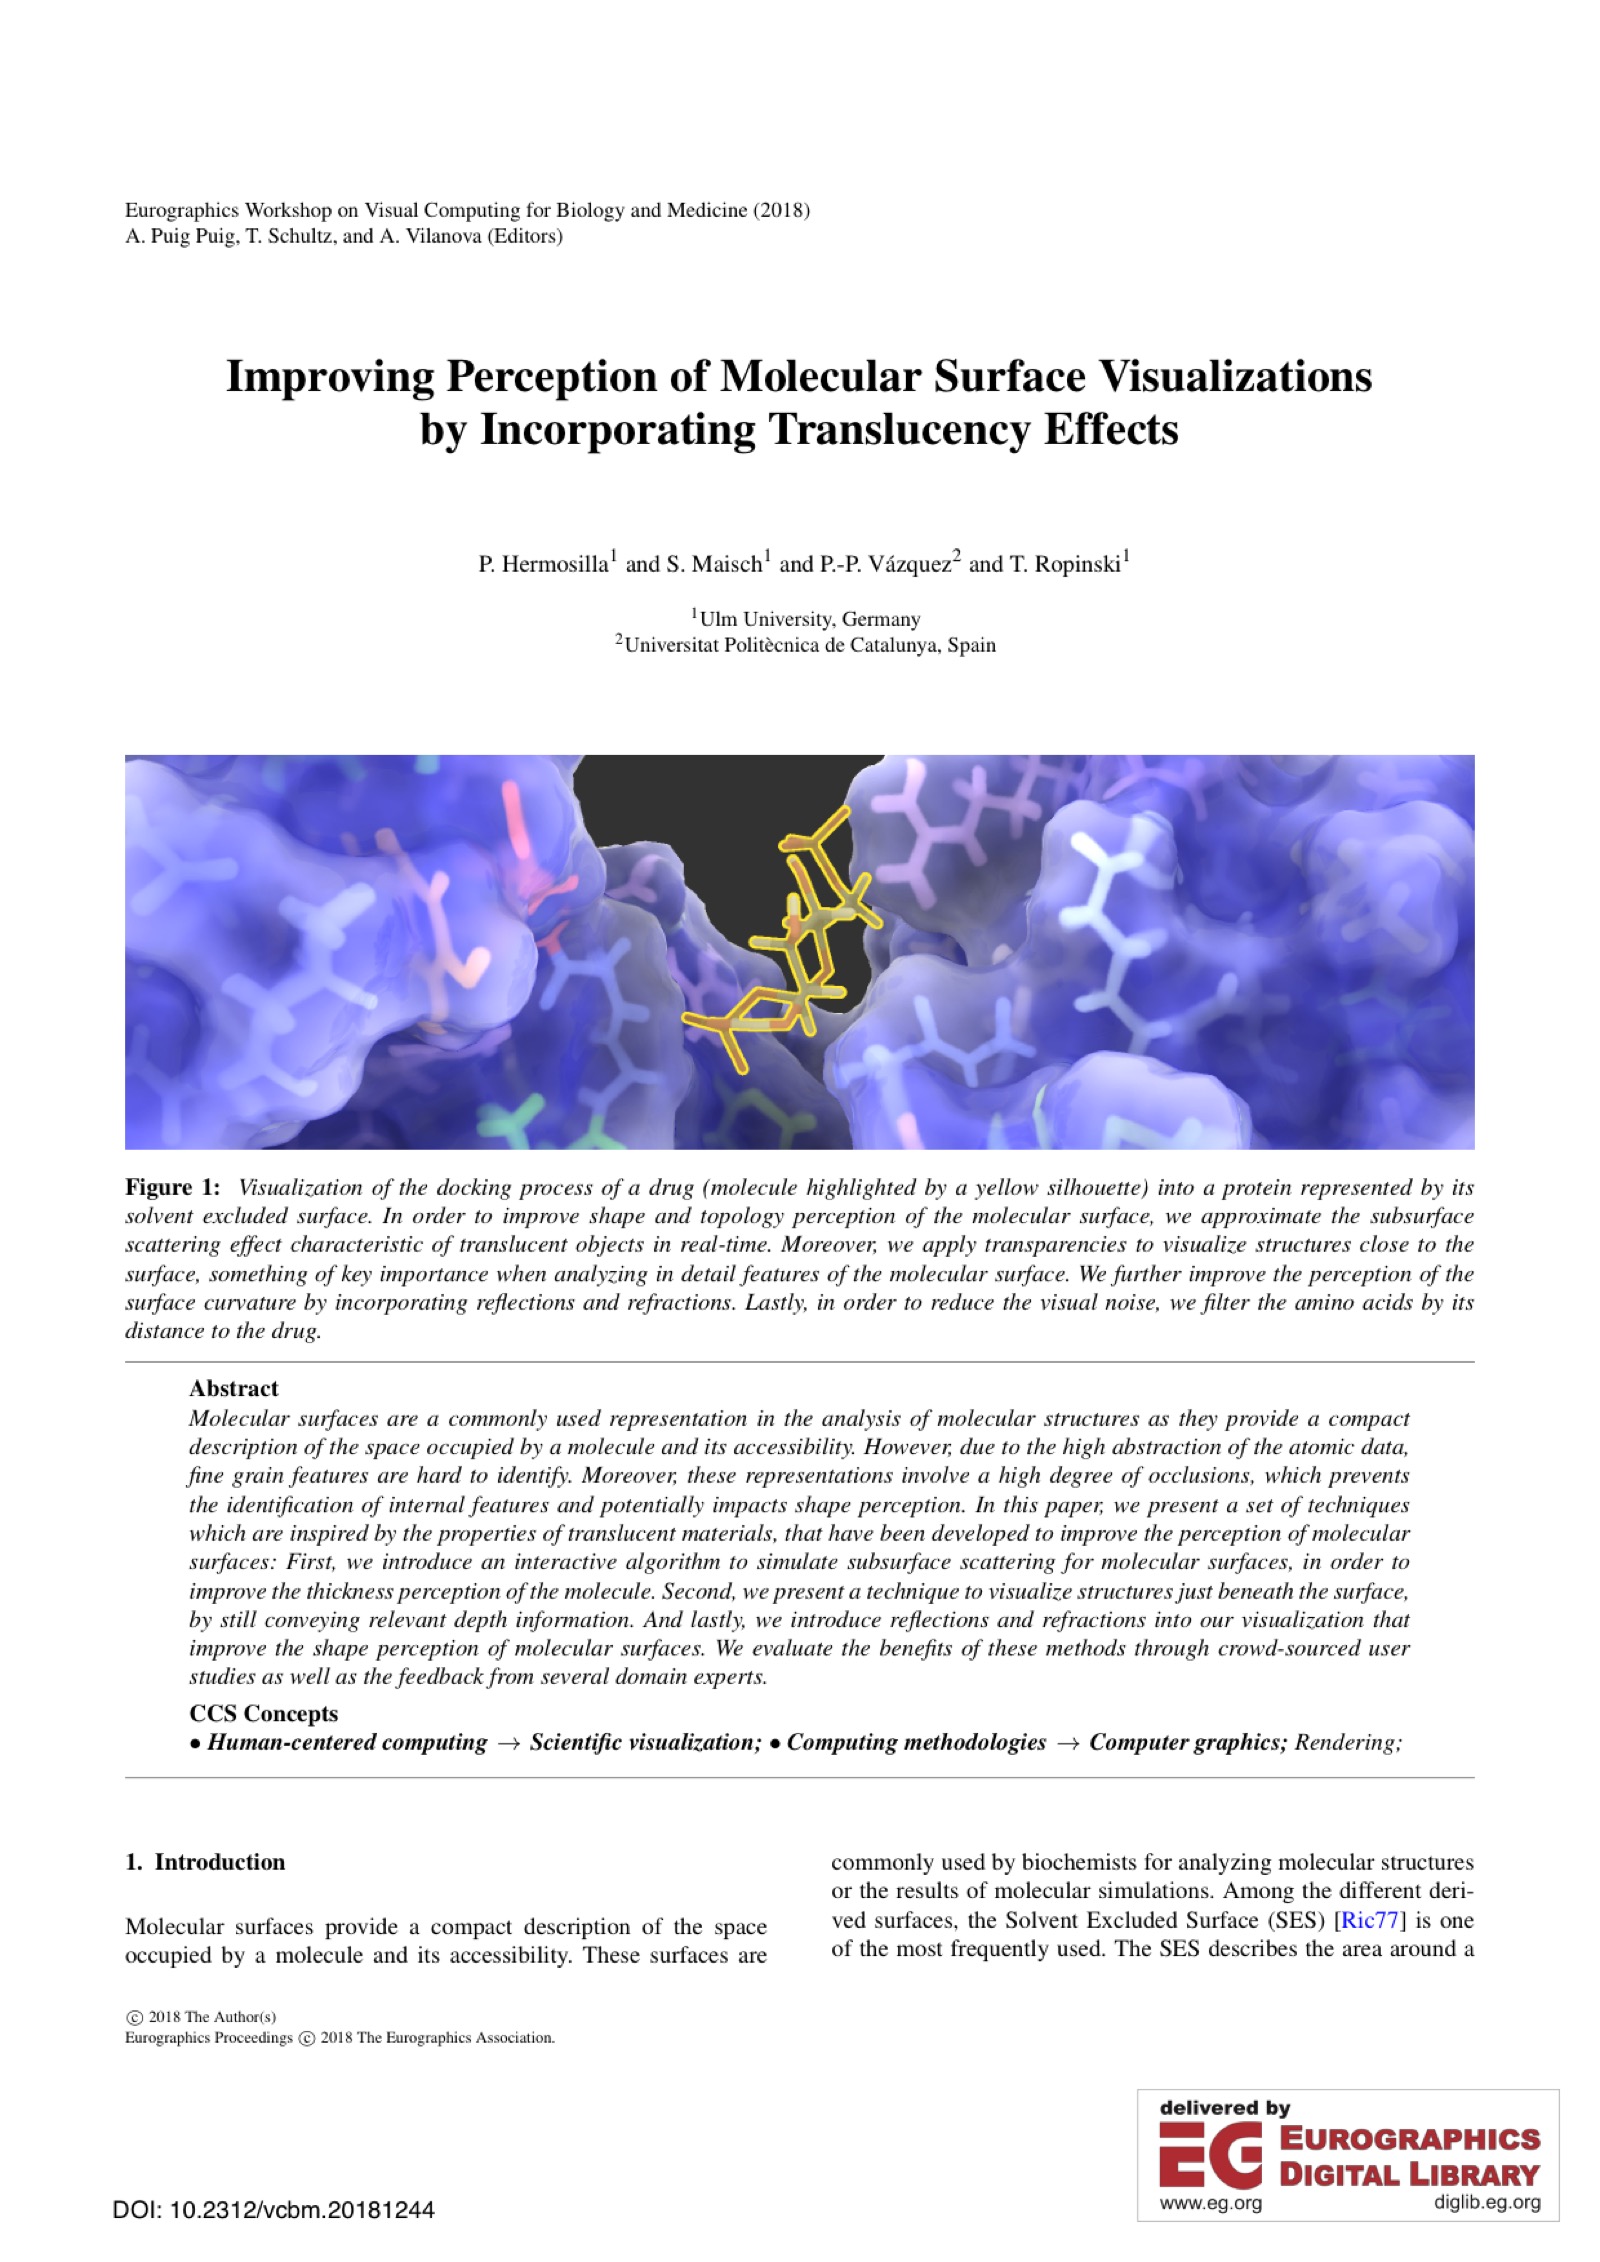 Eurographics Workshop on Visual Computing for Biology and Medicine (2018)
A. Puig Puig, T. Schultz, and A. Vilanova (Editors)
Improving Perception of Molecular Surface Visualizations
by Incorporating Translucency Effects
P. Hermosilla1 and S. Maisch1 and P.-P. Vázquez2 and T. Ropinski1
1Ulm University, Germany
2Universitat Politècnica de Catalunya, Spain
Figure 1: Visualization of the docking process of a drug (molecule highlighted by a yellow silhouette) into a protein represented by its
solvent excluded surface. In order to improve shape and topology perception of the molecular surface, we approximate the subsurface
scattering effect characteristic of translucent objects in real-time. Moreover, we apply transparencies to visualize structures close to the
surface, something of key importance when analyzing in detail features of the molecular surface. We further improve the perception of the
surface curvature by incorporating reflections and refractions. Lastly, in order to reduce the visual noise, we filter the amino acids by its
distance to the drug.
Abstract
Molecular surfaces are a commonly used representation in the analysis of molecular structures as they provide a compact
description of the space occupied by a molecule and its accessibility. However, due to the high abstraction of the atomic data,
fine grain features are hard to identify. Moreover, these representations involve a high degree of occlusions, which prevents
the identification of internal features and potentially impacts shape perception. In this paper, we present a set of techniques
which are inspired by the properties of translucent materials, that have been developed to improve the perception of molecular
surfaces: First, we introduce an interactive algorithm to simulate subsurface scattering for molecular surfaces, in order to
improve the thickness perception of the molecule. Second, we present a technique to visualize structures just beneath the surface,
by still conveying relevant depth information. And lastly, we introduce reflections and refractions into our visualization that
improve the shape perception of molecular surfaces. We evaluate the benefits of these methods through crowd-sourced user
studies as well as the feedback from several domain experts.
CCS Concepts
• Human-centered computing → Scientific visualization; • Computing methodologies → Computer graphics; Rendering;
1. Introduction
Molecular surfaces provide a compact description of the space
occupied by a molecule and its accessibility. These surfaces are
commonly used by biochemists for analyzing molecular structures
or the results of molecular simulations. Among the different deri-
ved surfaces, the Solvent Excluded Surface (SES) [Ric77] is one
of the most frequently used. The SES describes the area around a
© 2018 The Author(s)
Eurographics Proceedings © 2018 The Eurographics Association.
delivered by
EG EUROGRAPHICS
DIGITAL LIBRARY
www.eg.org diglib.eg.org
DOI: 10.2312/vcbm.20181244